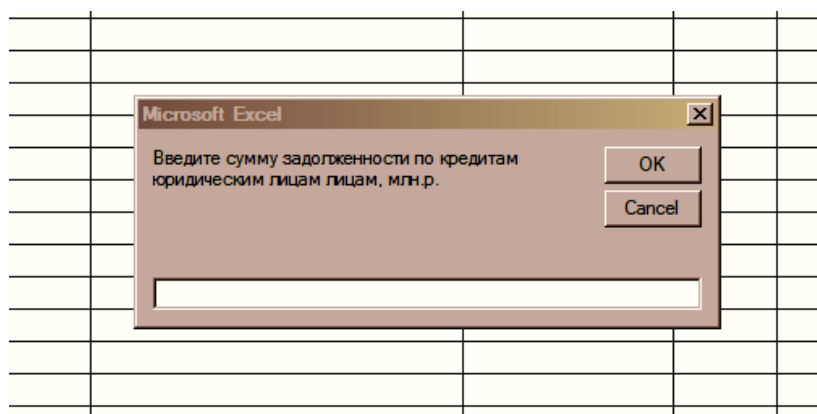 Microsoft Excel
Введите сумму задолженности по кредитам
юридическим лицам лицам, млн.р.
OK
Cancel